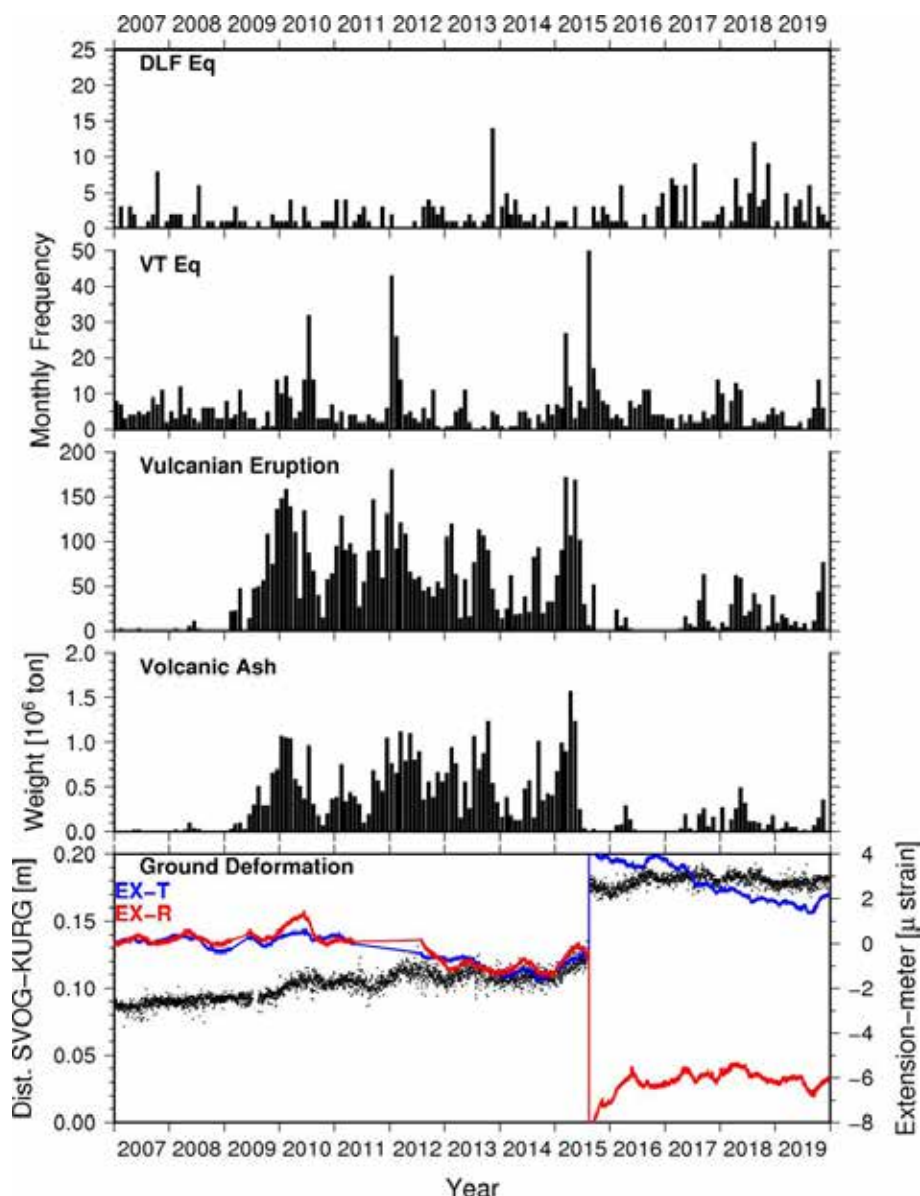 2007 2008 2009 2010 2011 2012 2013 2014 2015 2016 2017 2018 2019
25
DLF Eq
20
15
10
5
0
50
VT Eq
40
30
20
10
0
Monthly Frequency
200
Vulcanian Eruption
150
100
50
0
2.0
Volcanic Ash
1.5
1.0
0.5
0.0
Weight [10⁶ ton]
0.20
Ground Deformation
4
EX-T
EX-R
2
0.15
0
0.10
-2
-4
0.05
-6
0.00
-8
Dist. SVOG-KURG [m]
Extension-meter [μ strain]
2007 2008 2009 2010 2011 2012 2013 2014 2015 2016 2017 2018 2019
Year